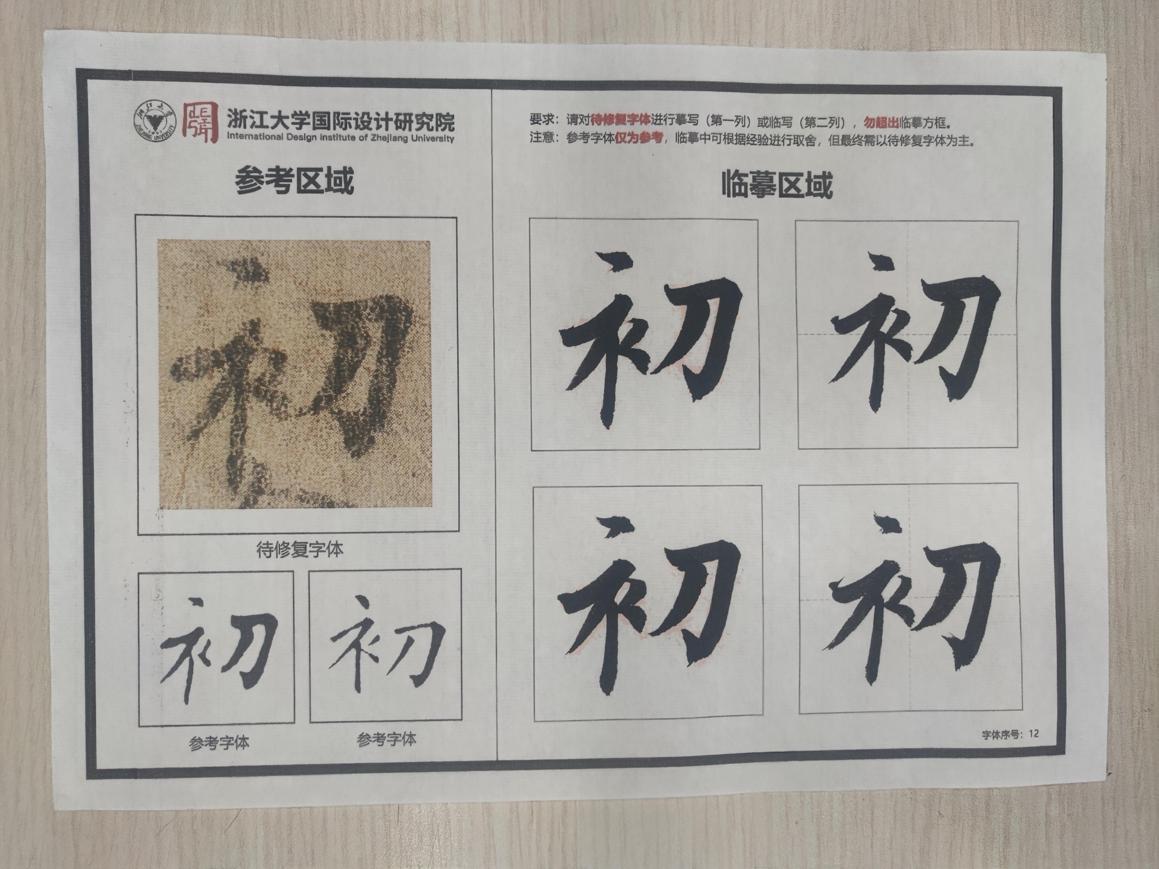 浙江大学国际设计研究院
International Design Institute of Zhejiang University
参考区域
初
待修复字体
初
初
参考字体
参考字体
要求：请对待修复字体进行摹写（第一列）或临写（第二列），勿超出临摹方框。
注意：参考字体仅为参考，临摹中可根据经验进行取舍，但最终需以待修复字体为主。
临摹区域
初
初
初
初
字体序号：12